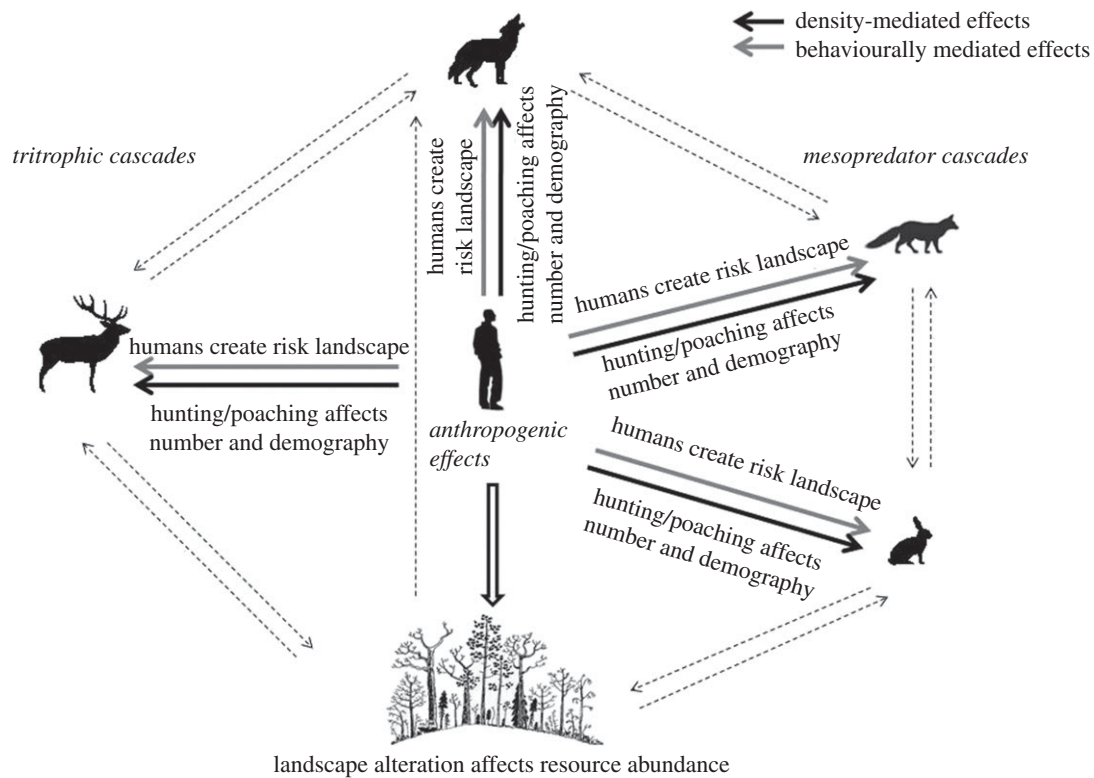 density-mediated effects
behaviourally mediated effects
tritrophic cascades
mesopredator cascades
humans create
risk landscape
hunting/poaching affects
number and demography
humans create risk landscape
hunting/poaching affects
number and demography
humans create risk landscape
hunting/poaching affects
number and demography
anthropogenic
effects
humans create risk landscape
hunting/poaching affects
number and demography
landscape alteration affects resource abundance